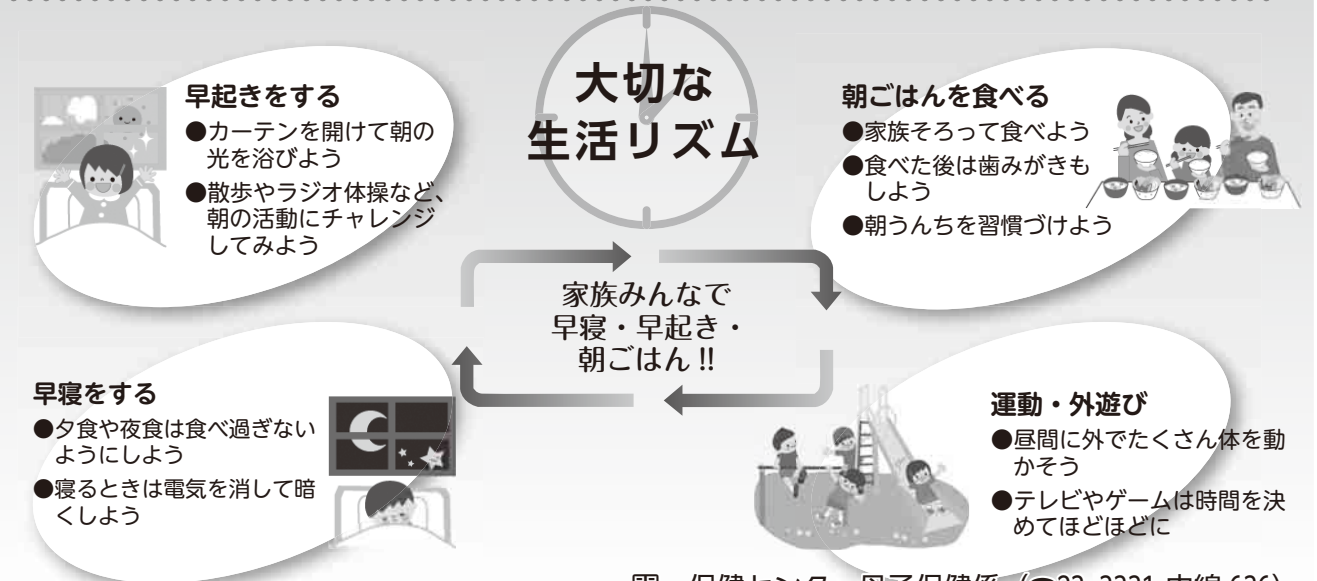 大切な
生活リズム
早起きをする
●カーテンを開けて朝の
光を浴びよう
●散歩やラジオ体操など、
朝の活動にチャレンジ
してみよう
朝ごはんを食べる
●家族そろって食べよう
●食べた後は歯みがきも
しよう
●朝うんちを習慣づけよう
家族みんなで
早寝・早起き・
朝ごはん!!
早寝をする
●夕食や夜食は食べ過ぎない
ようにしよう
●寝るときは電気を消して暗
くしよう
運動・外遊び
●昼間に外でたくさん体を動
かそう
●テレビやゲームは時間を決
めてほどほどに